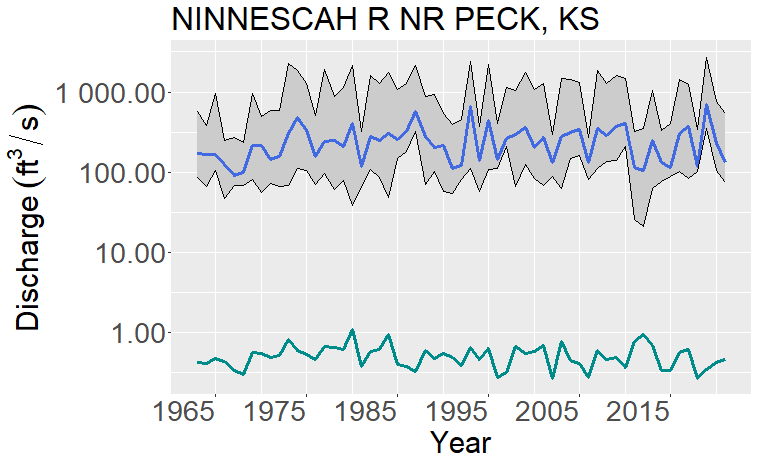 NINNESCAH R NR PECK, KS
Discharge (ft³/s)
1 000.00
100.00
10.00
1.00
1965 1975 1985 1995 2005 2015
Year